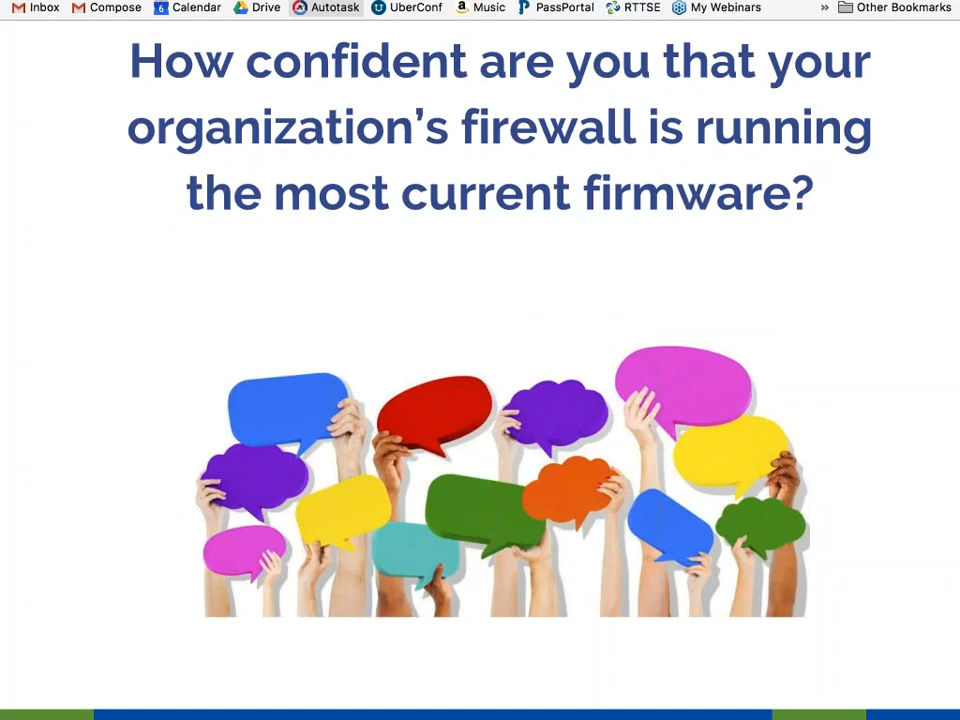 Inbox Compose 6 Calendar Drive Autotask UberConf Music PassPortal RTTSE My Webinars » Other Bookmarks
How confident are you that your
organization’s firewall is running
the most current firmware?